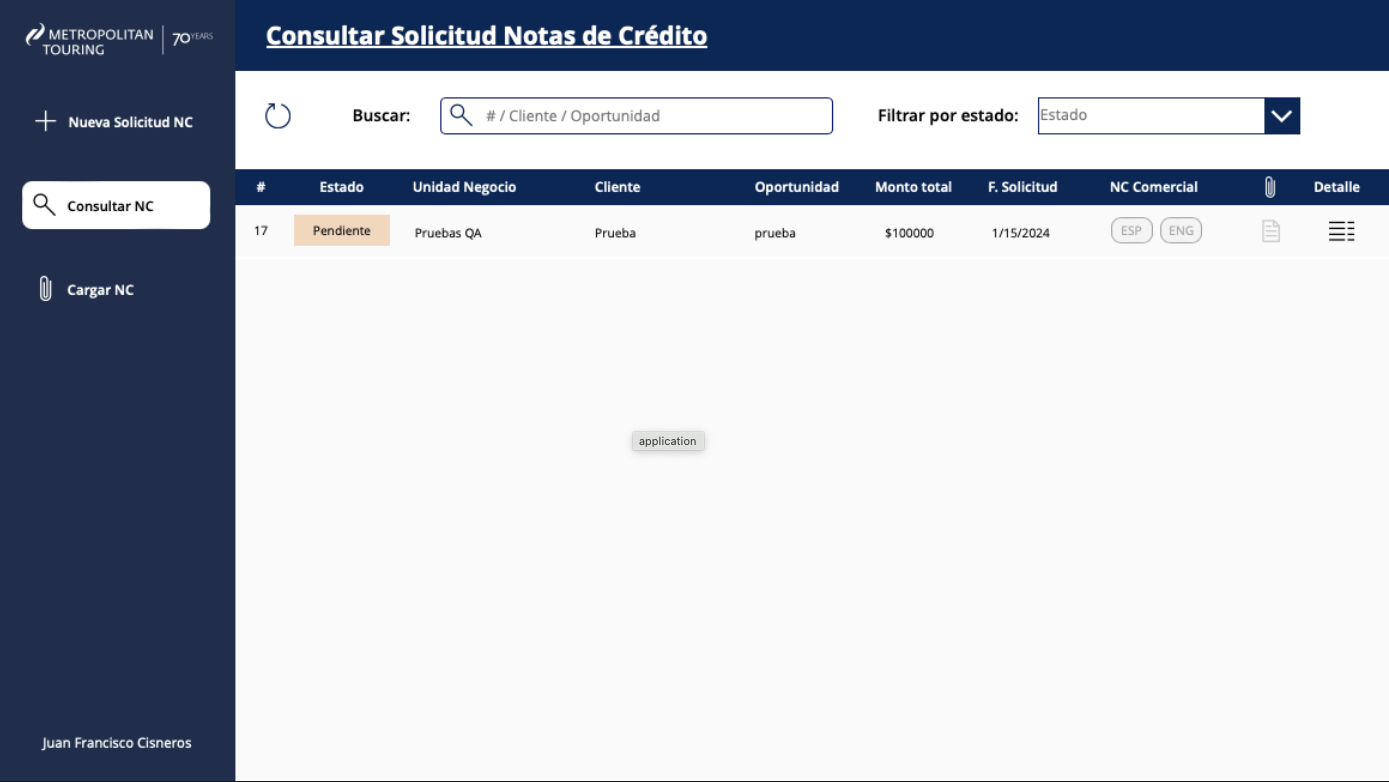 METROPOLITAN TOURING | 70 YEARS
Consultar Solicitud Notas de Crédito
Nueva Solicitud NC
Consultar NC
Cargar NC
Juan Francisco Cisneros
Buscar: # / Cliente / Oportunidad Filtrar por estado: Estado
# Estado Unidad Negocio Cliente Oportunidad Monto total F. Solicitud NC Comercial Detalle
17 Pendiente Pruebas QA Prueba prueba $100000 1/15/2024 ESP ENG
application